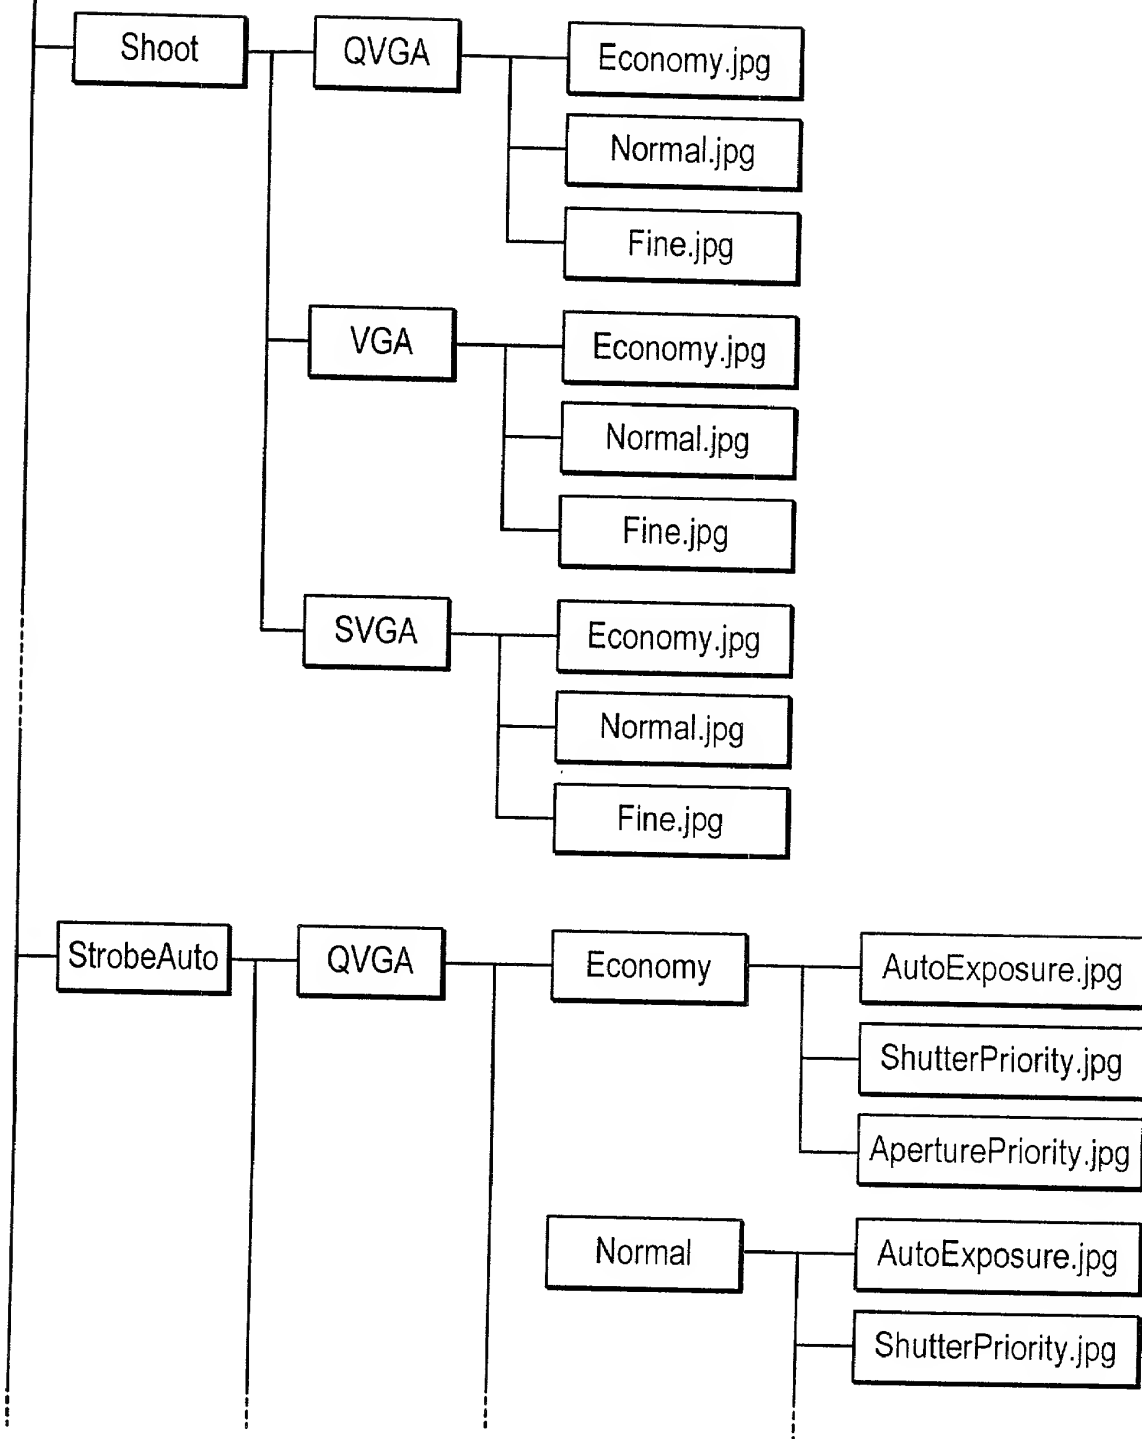 Shoot
QVGA
Economy.jpg
Normal.jpg
Fine.jpg
VGA
Economy.jpg
Normal.jpg
Fine.jpg
SVGA
Economy.jpg
Normal.jpg
Fine.jpg
StrobeAuto
QVGA
Economy
AutoExposure.jpg
ShutterPriority.jpg
AperturePriority.jpg
Normal
AutoExposure.jpg
ShutterPriority.jpg